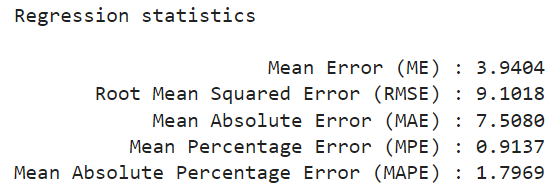 Regression statistics
Mean Error (ME) : 3.9404
Root Mean Squared Error (RMSE) : 9.1018
Mean Absolute Error (MAE) : 7.5080
Mean Percentage Error (MPE) : 0.9137
Mean Absolute Percentage Error (MAPE) : 1.7969